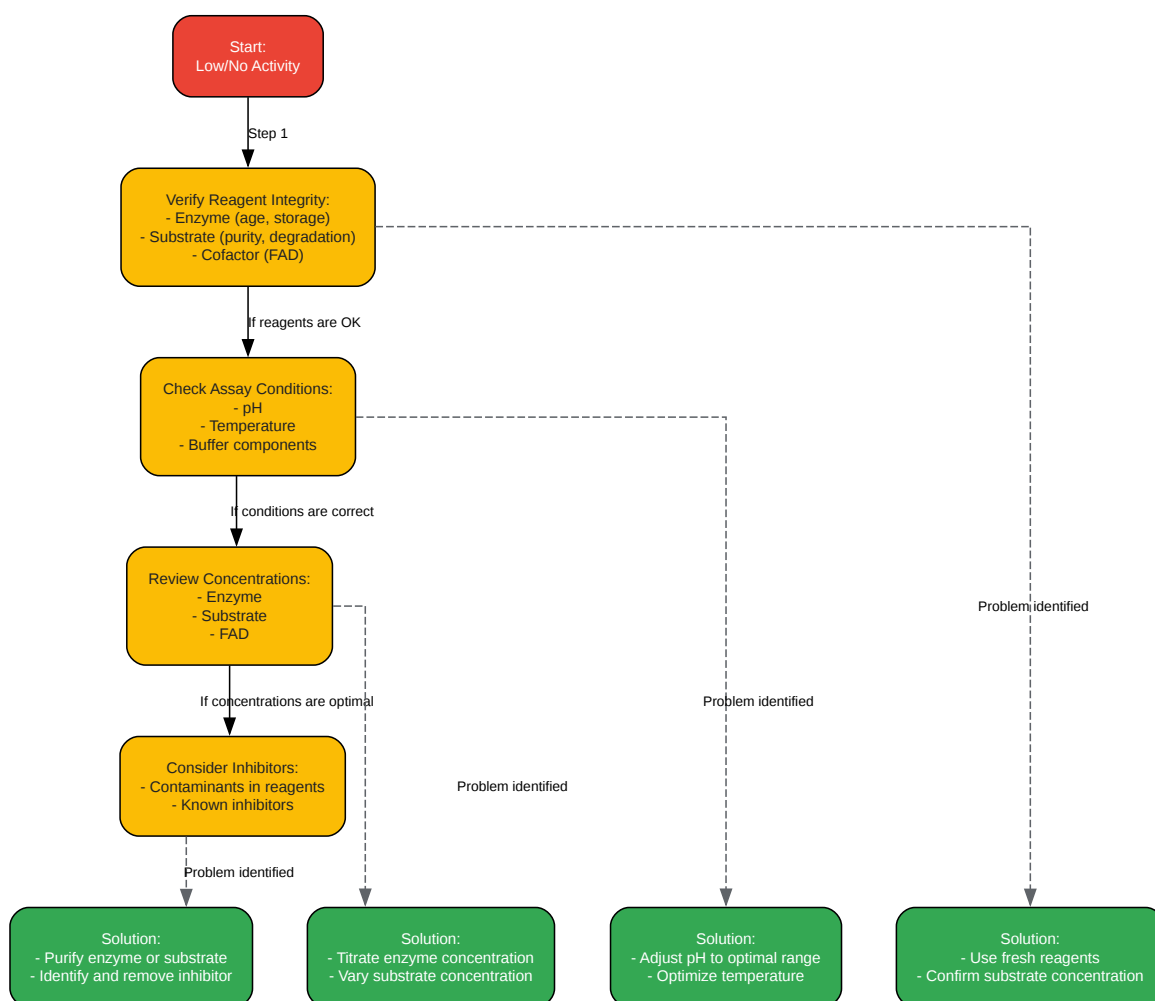 Start:
Low/No Activity
Step 1
Verify Reagent Integrity:
- Enzyme (age, storage)
- Substrate (purity, degradation)
- Cofactor (FAD)
If reagents are OK
Check Assay Conditions:
- pH
- Temperature
- Buffer components
If conditions are correct
Review Concentrations:
- Enzyme
- Substrate
- FAD
Problem identified
If concentrations are optimal
Problem identified
Consider Inhibitors:
- Contaminants in reagents
- Known inhibitors
Problem identified
Problem identified
Solution:
- Purify enzyme or substrate
- Identify and remove inhibitor
Solution:
- Titrate enzyme concentration
- Vary substrate concentration
Solution:
- Adjust pH to optimal range
- Optimize temperature
Solution:
- Use fresh reagents
- Confirm substrate concentration